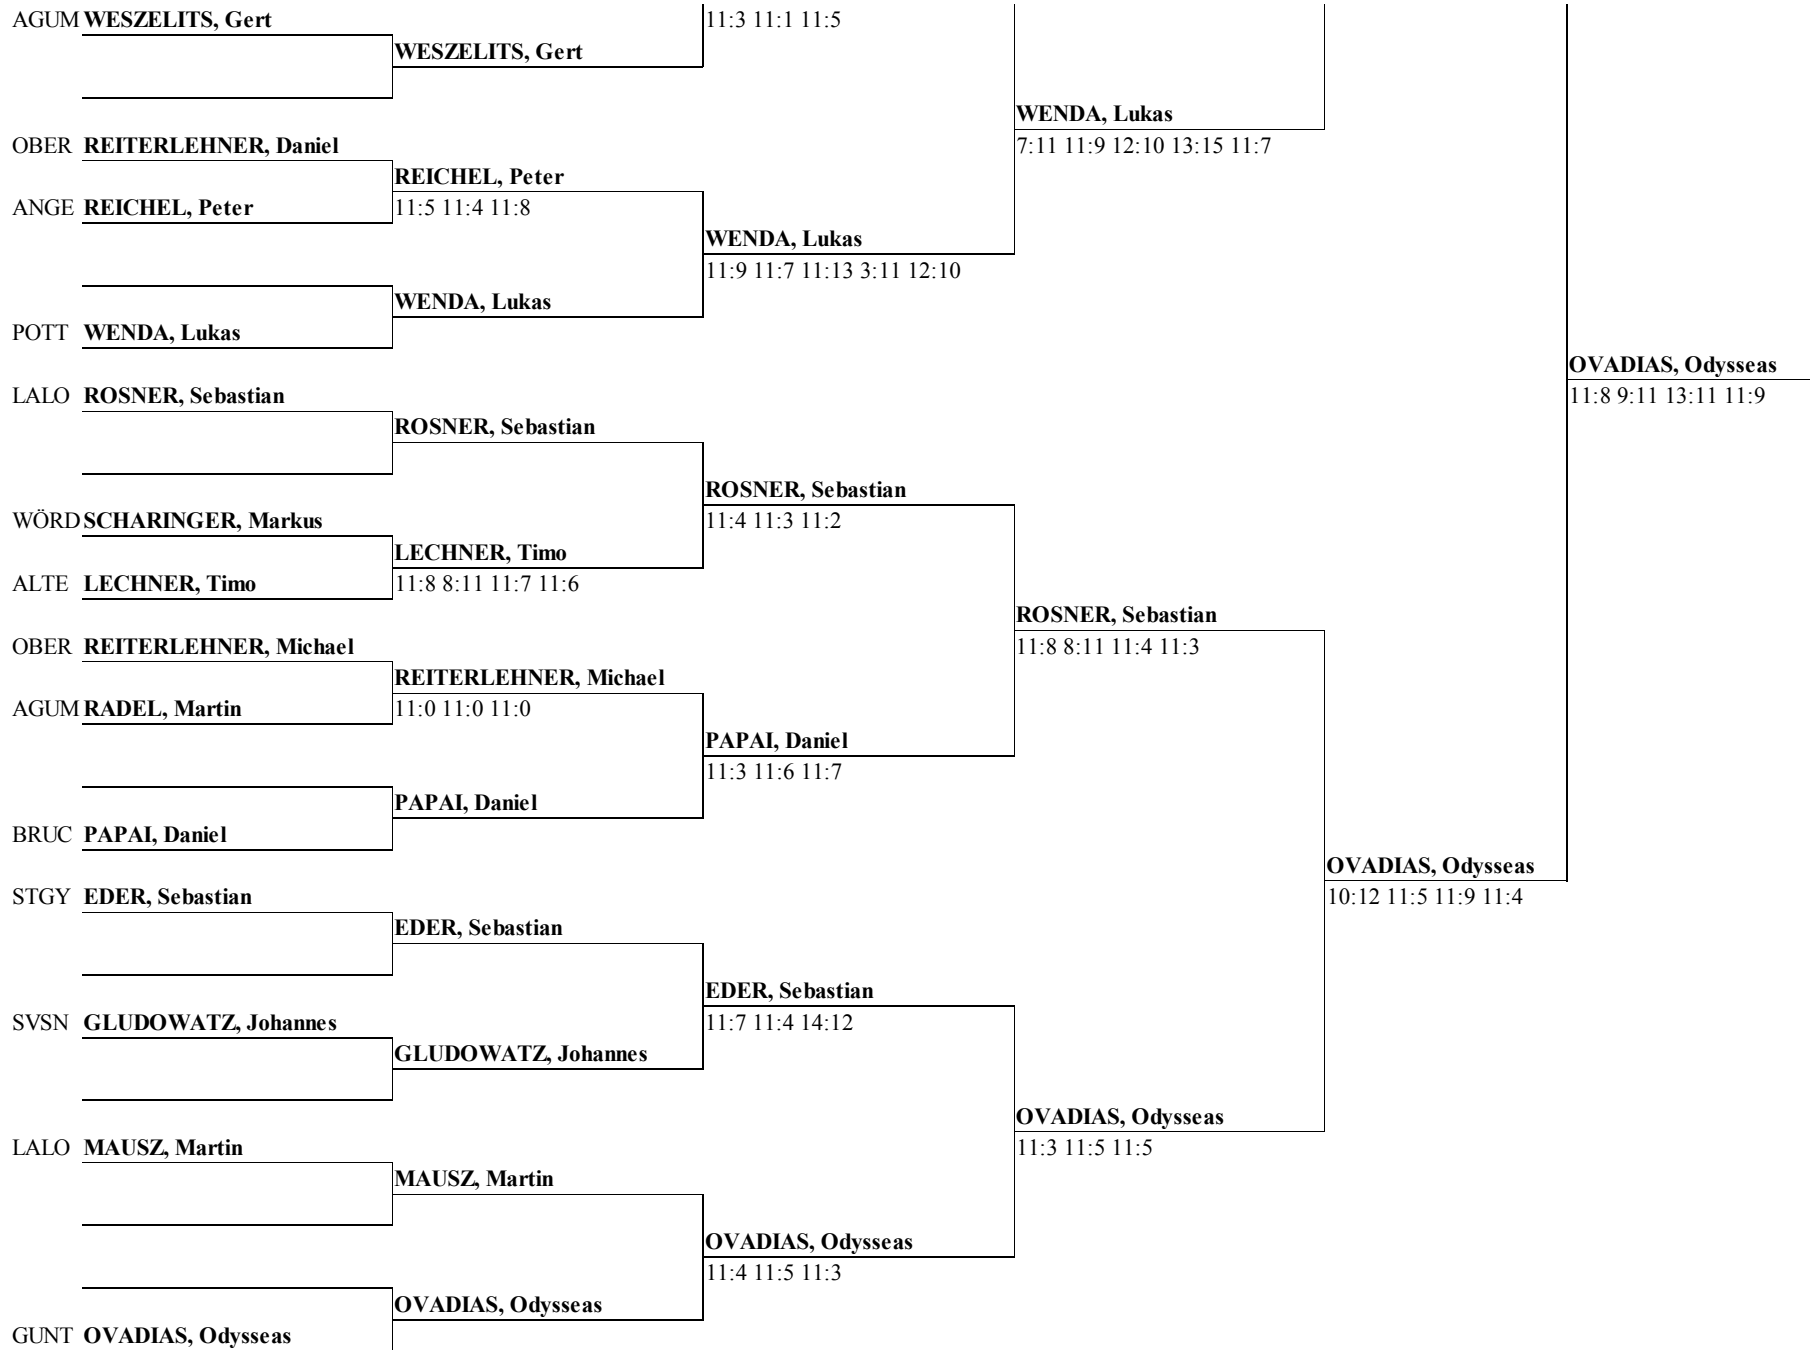 AGUM WESZELITS, Gert
11:3 11:1 11:5
WESZELITS, Gert
WENDA, Lukas
OBER REITERLEHNER, Daniel
7:11 11:9 12:10 13:15 11:7
REICHEL, Peter
ANGE REICHEL, Peter
11:5 11:4 11:8
WENDA, Lukas
11:9 11:7 11:13 3:11 12:10
WENDA, Lukas
POTT WENDA, Lukas
OVADIAS, Odysseas
LALO ROSNER, Sebastian
11:8 9:11 13:11 11:9
ROSNER, Sebastian
ROSNER, Sebastian
WÖRD SCHARINGER, Markus
11:4 11:3 11:2
LECHNER, Timo
ALTE LECHNER, Timo
11:8 8:11 11:7 11:6
ROSNER, Sebastian
OBER REITERLEHNER, Michael
11:8 8:11 11:4 11:3
REITERLEHNER, Michael
AGUM RADEL, Martin
11:0 11:0 11:0
PAPAI, Daniel
11:3 11:6 11:7
PAPAI, Daniel
BRUC PAPAI, Daniel
OVADIAS, Odysseas
STGY EDER, Sebastian
10:12 11:5 11:9 11:4
EDER, Sebastian
EDER, Sebastian
SVSN GLUDOWATZ, Johannes
11:7 11:4 14:12
GLUDOWATZ, Johannes
OVADIAS, Odysseas
LALO MAUSZ, Martin
11:3 11:5 11:5
MAUSZ, Martin
OVADIAS, Odysseas
11:4 11:5 11:3
OVADIAS, Odysseas
GUNT OVADIAS, Odysseas